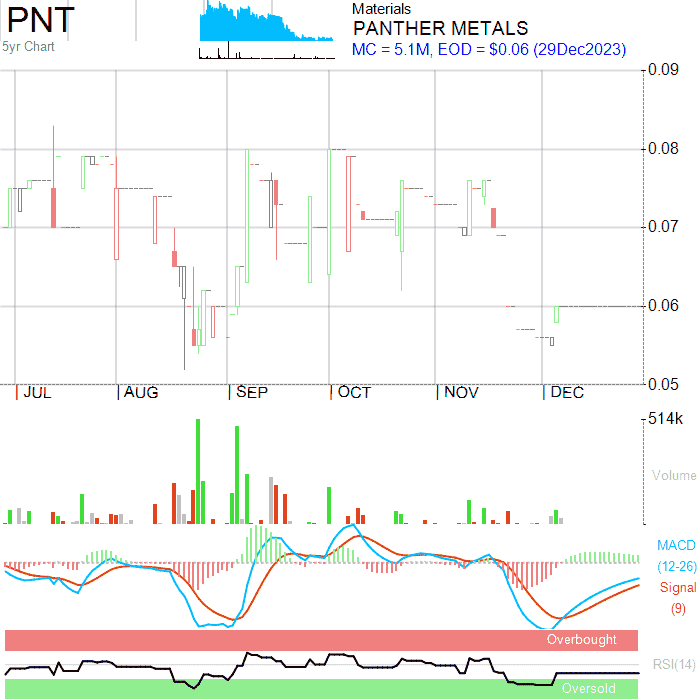 PNT
5yr Chart
Materials
PANTHER METALS
MC = 5.1M, EOD = $0.06 (29Dec2023)
0.09
0.08
0.07
0.06
0.05
JUL AUG SEP OCT NOV DEC
514k
Volume
MACD
(12-26)
Signal
(9)
Overbought
RSI(14)
Oversold